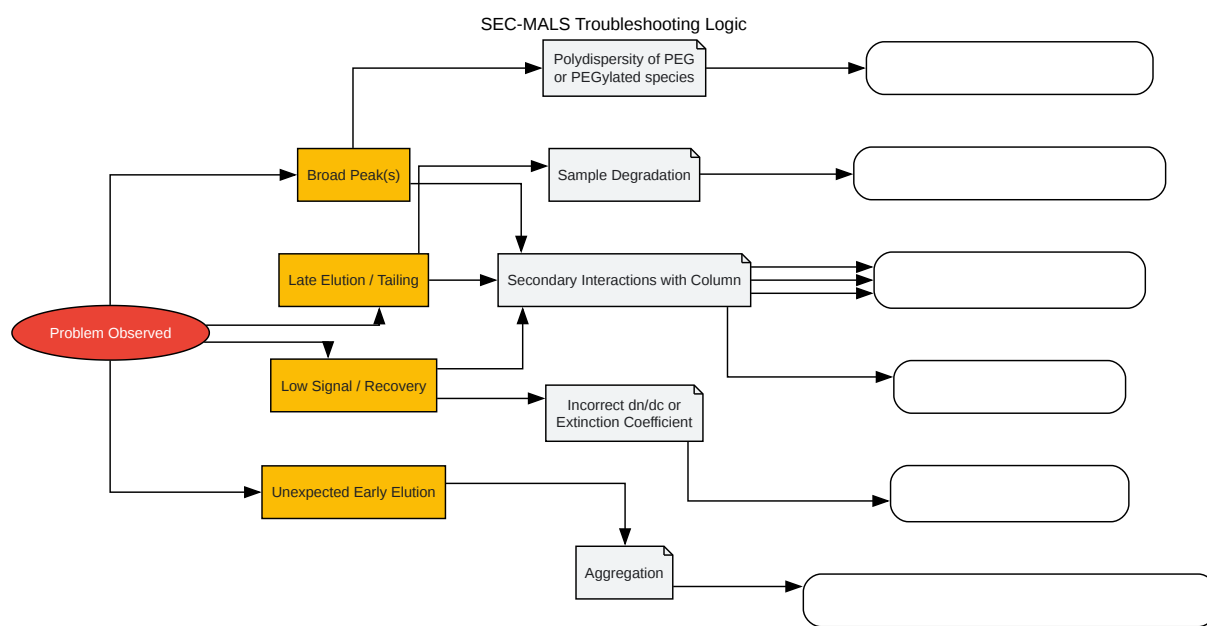 SEC-MALS Troubleshooting Logic
Polydispersity of PEG
or PEGylated species
Broad Peak(s)
Sample Degradation
Late Elution / Tailing
Secondary Interactions with Column
Problem Observed
Low Signal / Recovery
Incorrect dn/dc or
Extinction Coefficient
Unexpected Early Elution
Aggregation